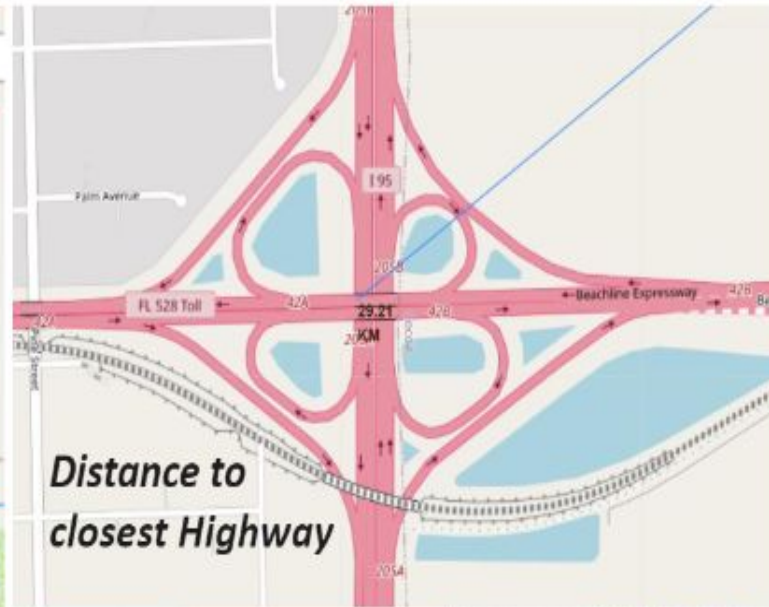 205B
I 95
Palm Avenue
205B
Beachline Expressway
42B
FL 528 Toll
42A
29.21
42B
KM
Distance to
closest Highway
205A